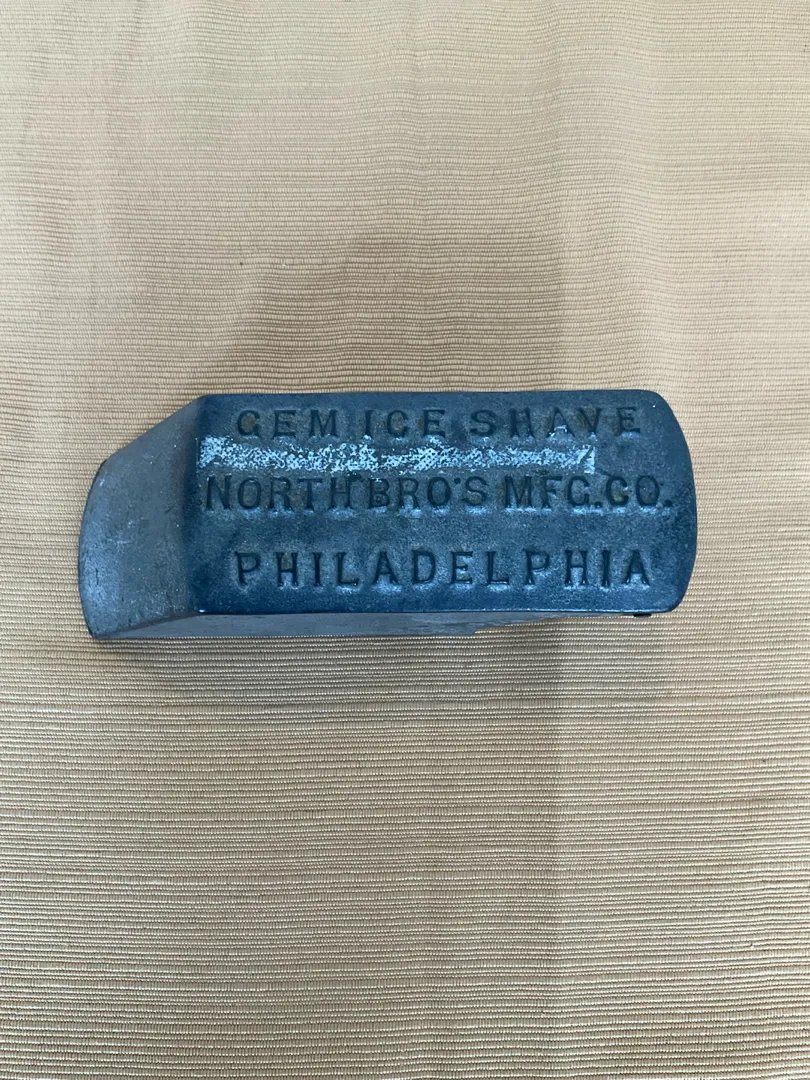 GEM ICE SHAVE
NORTH BRO'S MFG.CO.
PHILADELPHIA